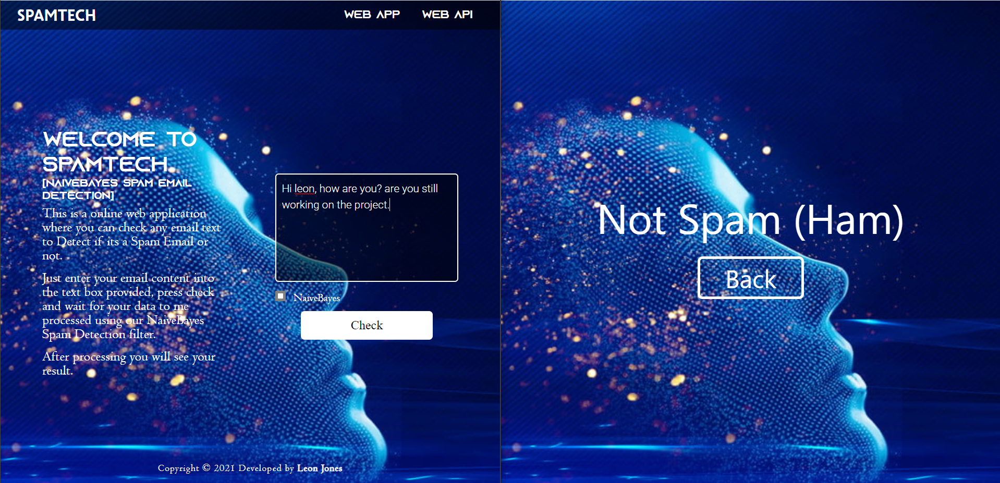 SPAMTECH
WEB APP WEB API
WELCOME TO
SPAMTECH.
[NAIVEBAYES SPAM EMAIL
DETECTION]
This is a online web application
where you can check any email text
to Detect if its a Spam Email or
not.
Just enter your email content into
the text box provided, press check
and wait for your data to me
processed using our NaiveBayes
Spam Detection filter.
After processing you will see your
result.
Hi leon, how are you? are you still
working on the project.
NaiveBayes
Check
Copyright © 2021 Developed by Leon Jones
Not Spam (Ham)
Back